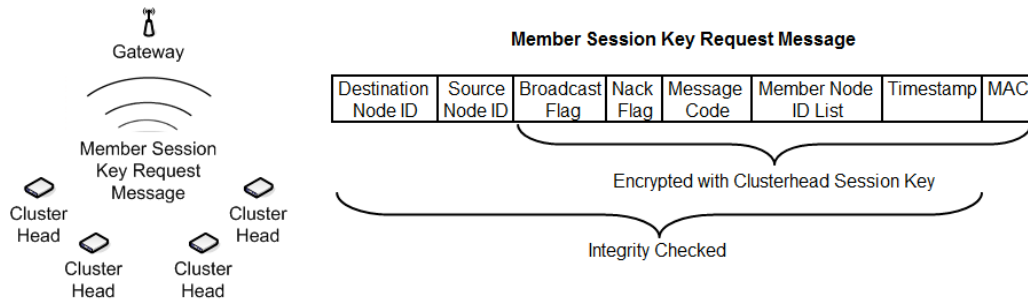 Gateway
Member Session
Key Request
Message
Cluster
Head
Cluster
Head
Cluster
Head
Cluster
Head
Member Session Key Request Message
Destination
Node ID
Source
Node ID
Broadcast
Flag
Nack
Flag
Message
Code
Member Node
ID List
Timestamp
MAC
Encrypted with Clusterhead Session Key
Integrity Checked